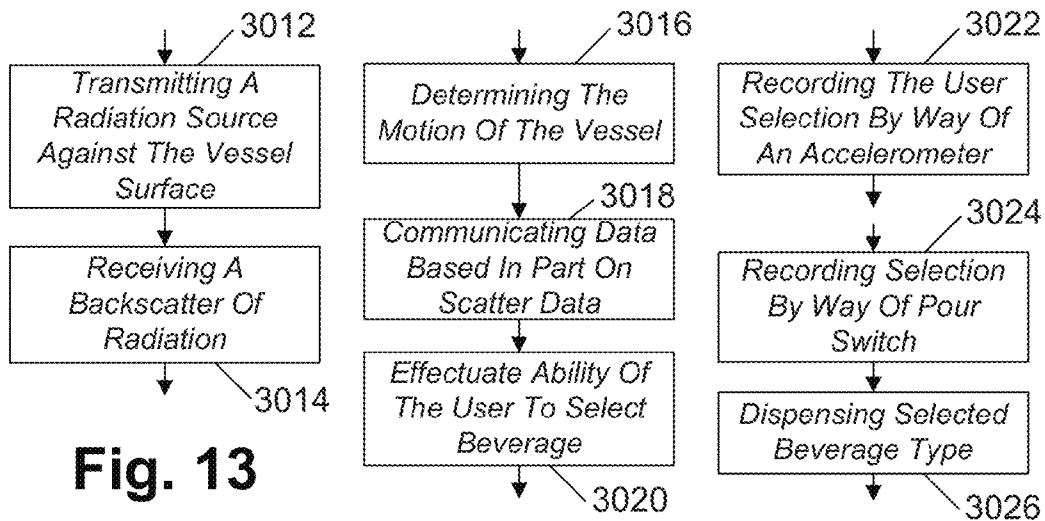 3012
Transmitting A
Radiation Source
Against The Vessel
Surface
Receiving A
Backscatter Of
Radiation
3014
Fig. 13
3016
Determining The
Motion Of The Vessel
3018
Communicating Data
Based In Part On
Scatter Data
Effectuate Ability Of
The User To Select
Beverage
3020
3022
Recording The User
Selection By Way Of
An Accelerometer
3024
Recording Selection
By Way Of Pour
Switch
Dispensing Selected
Beverage Type
3026